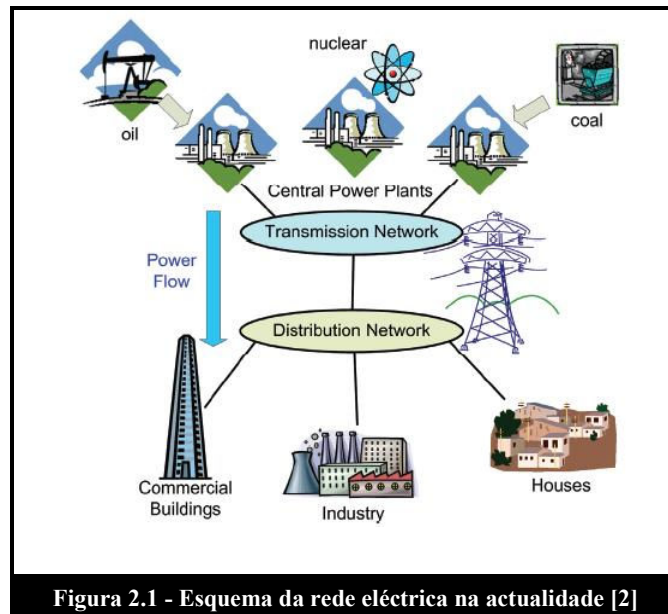 nuclear
oil
coal
Central Power Plants
Transmission Network
Power
Flow
Distribution Network
Commercial
Buildings
Industry
Houses
Figura 2.1 - Esquema da rede eléctrica na actualidade [2]